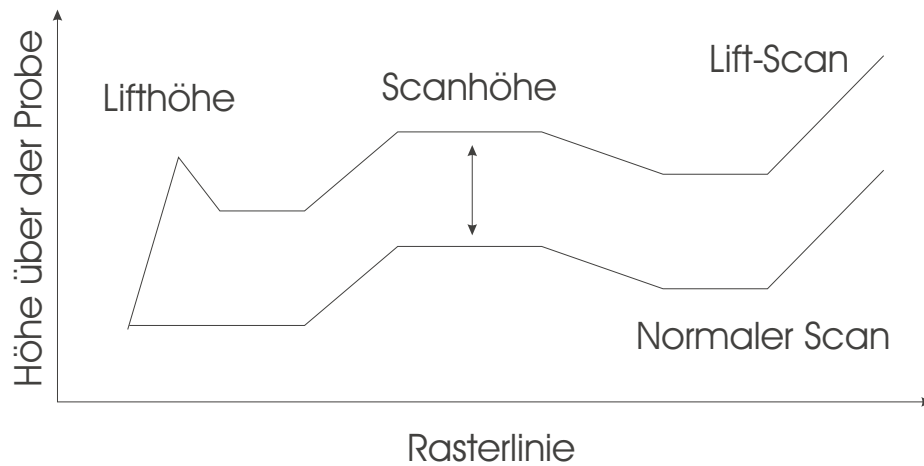 Höhe über der Probe
Lifthöhe
Scanhöhe
Lift-Scan
Normaler Scan
Rasterlinie